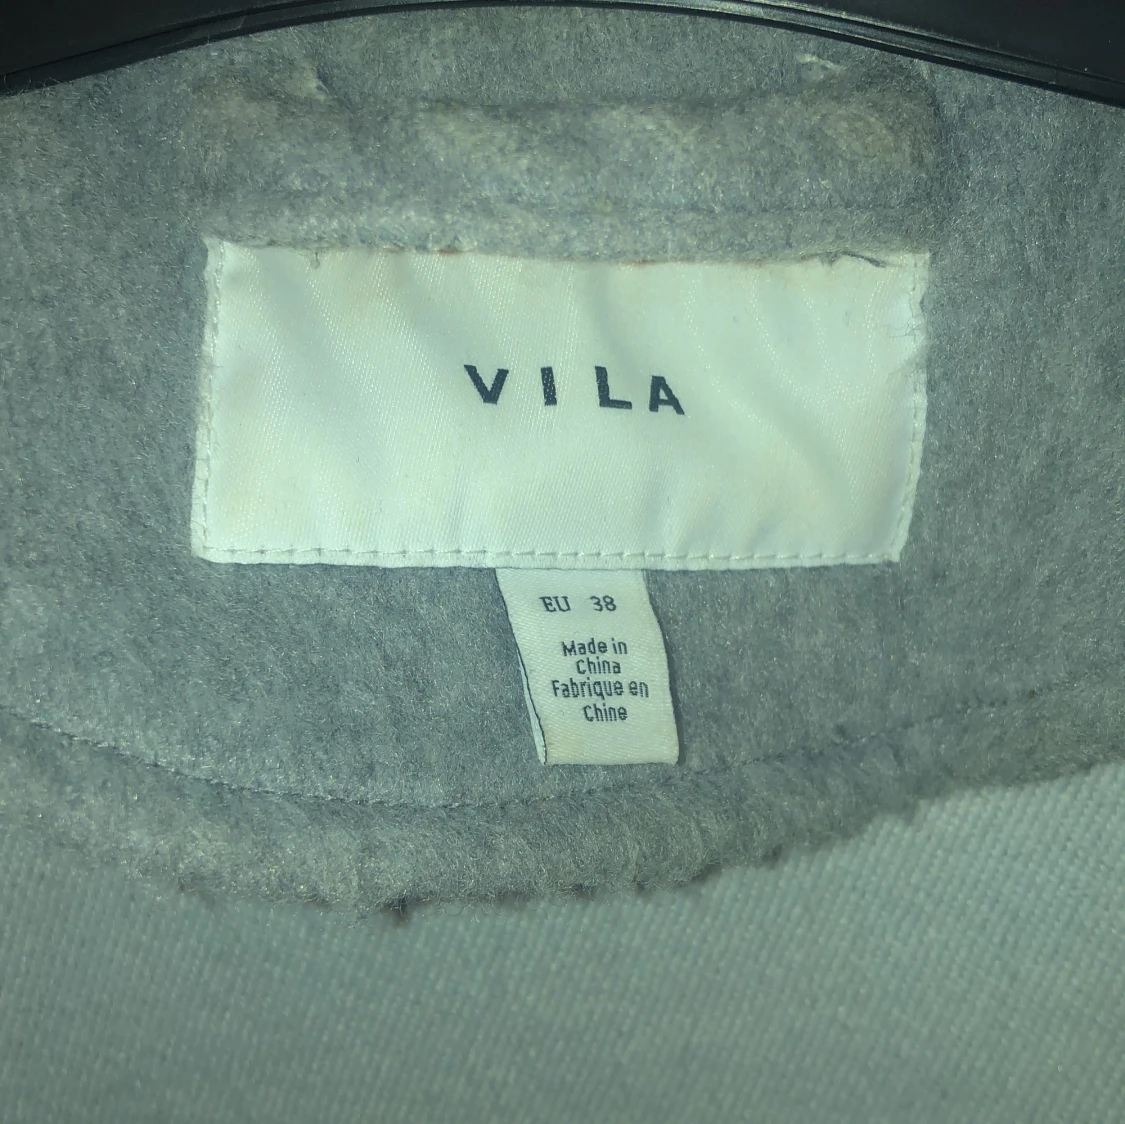 VILA
EU 38
Made in
China
Fabrique en
Chine